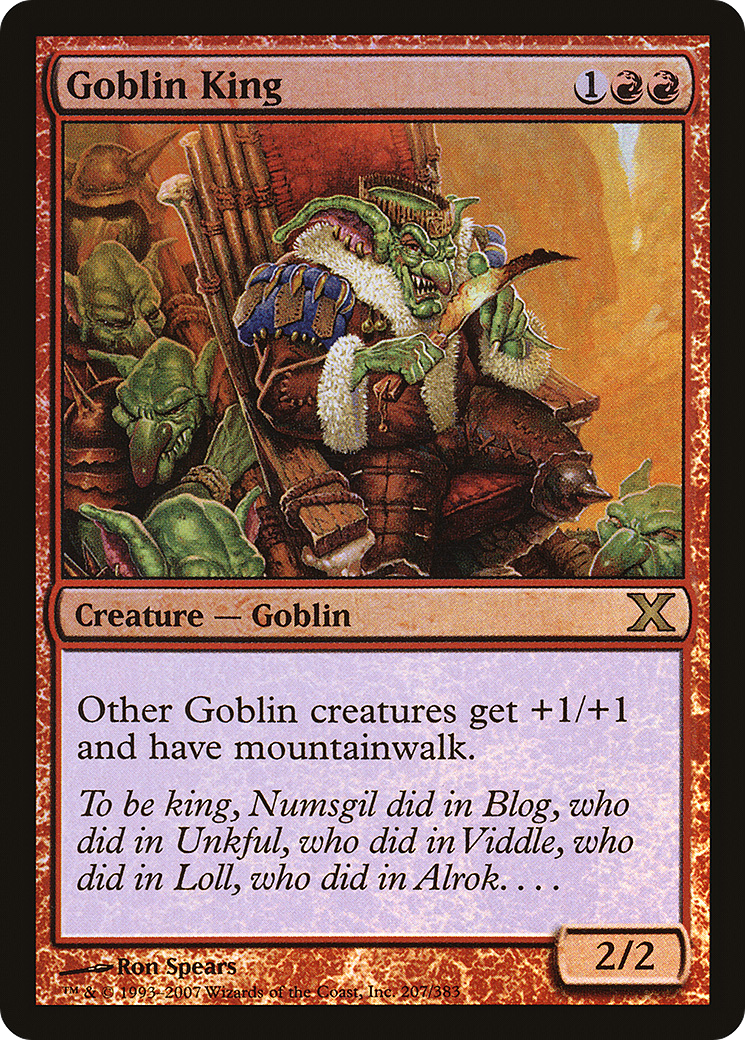 Goblin King 1
Creature — Goblin X
Other Goblin creatures get +1/+1
and have mountainwalk.
To be king, Numsgil did in Blog, who
did in Unkful, who did in Viddle, who
did in Loll, who did in Alrok. . . .
2/2
Ron Spears
™ & © 1993–2007 Wizards of the Coast, Inc. 207/383